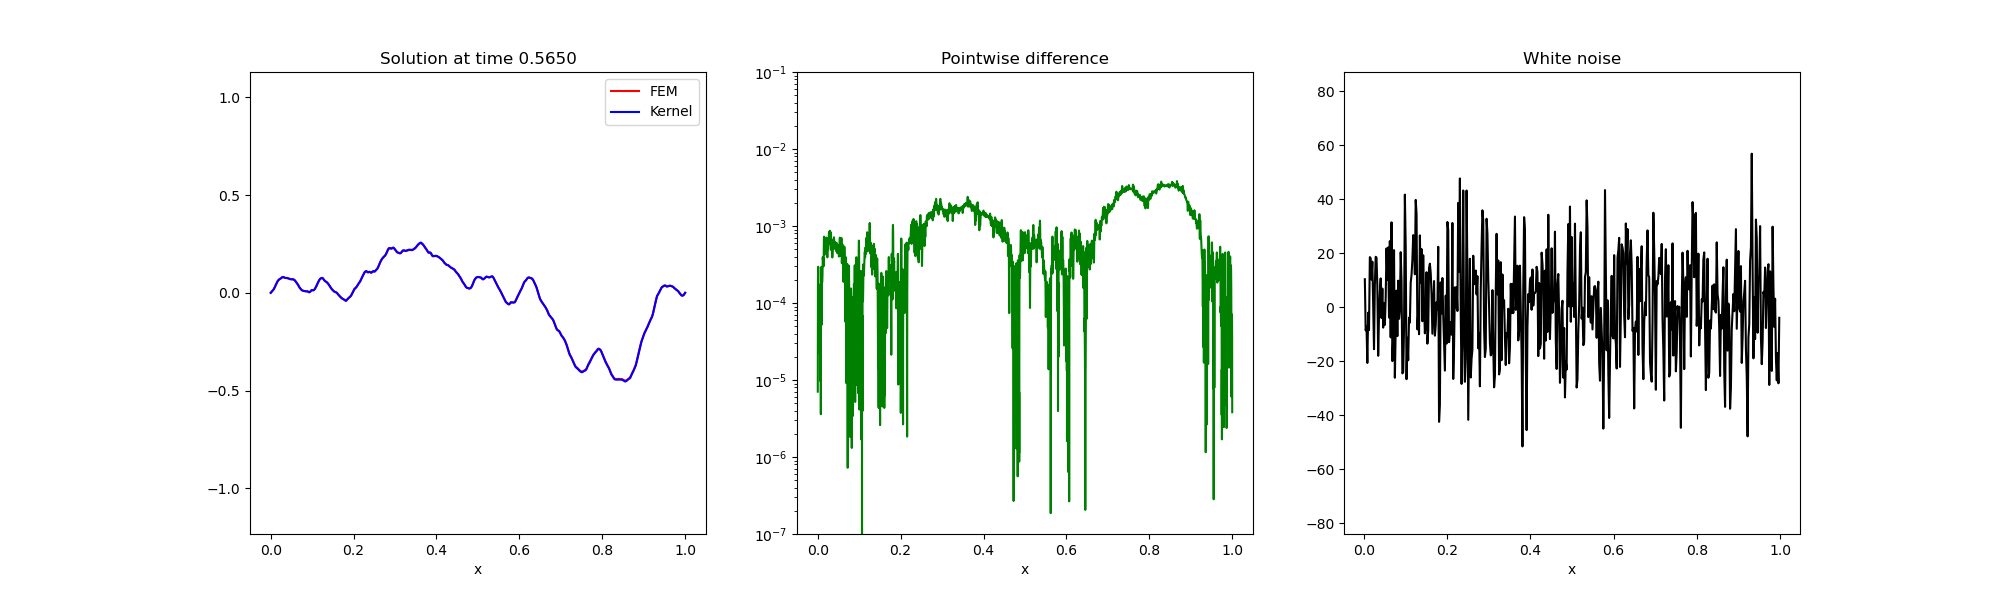 Solution at time 0.5650
FEM
Kernel
1.0
0.5
0.0
−0.5
−1.0
0.0 0.2 0.4 0.6 0.8 1.0
x
Pointwise difference
10⁻¹
10⁻²
10⁻³
10⁻⁴
10⁻⁵
10⁻⁶
10⁻⁷
0.0 0.2 0.4 0.6 0.8 1.0
x
White noise
80
60
40
20
0
−20
−40
−60
−80
0.0 0.2 0.4 0.6 0.8 1.0
x